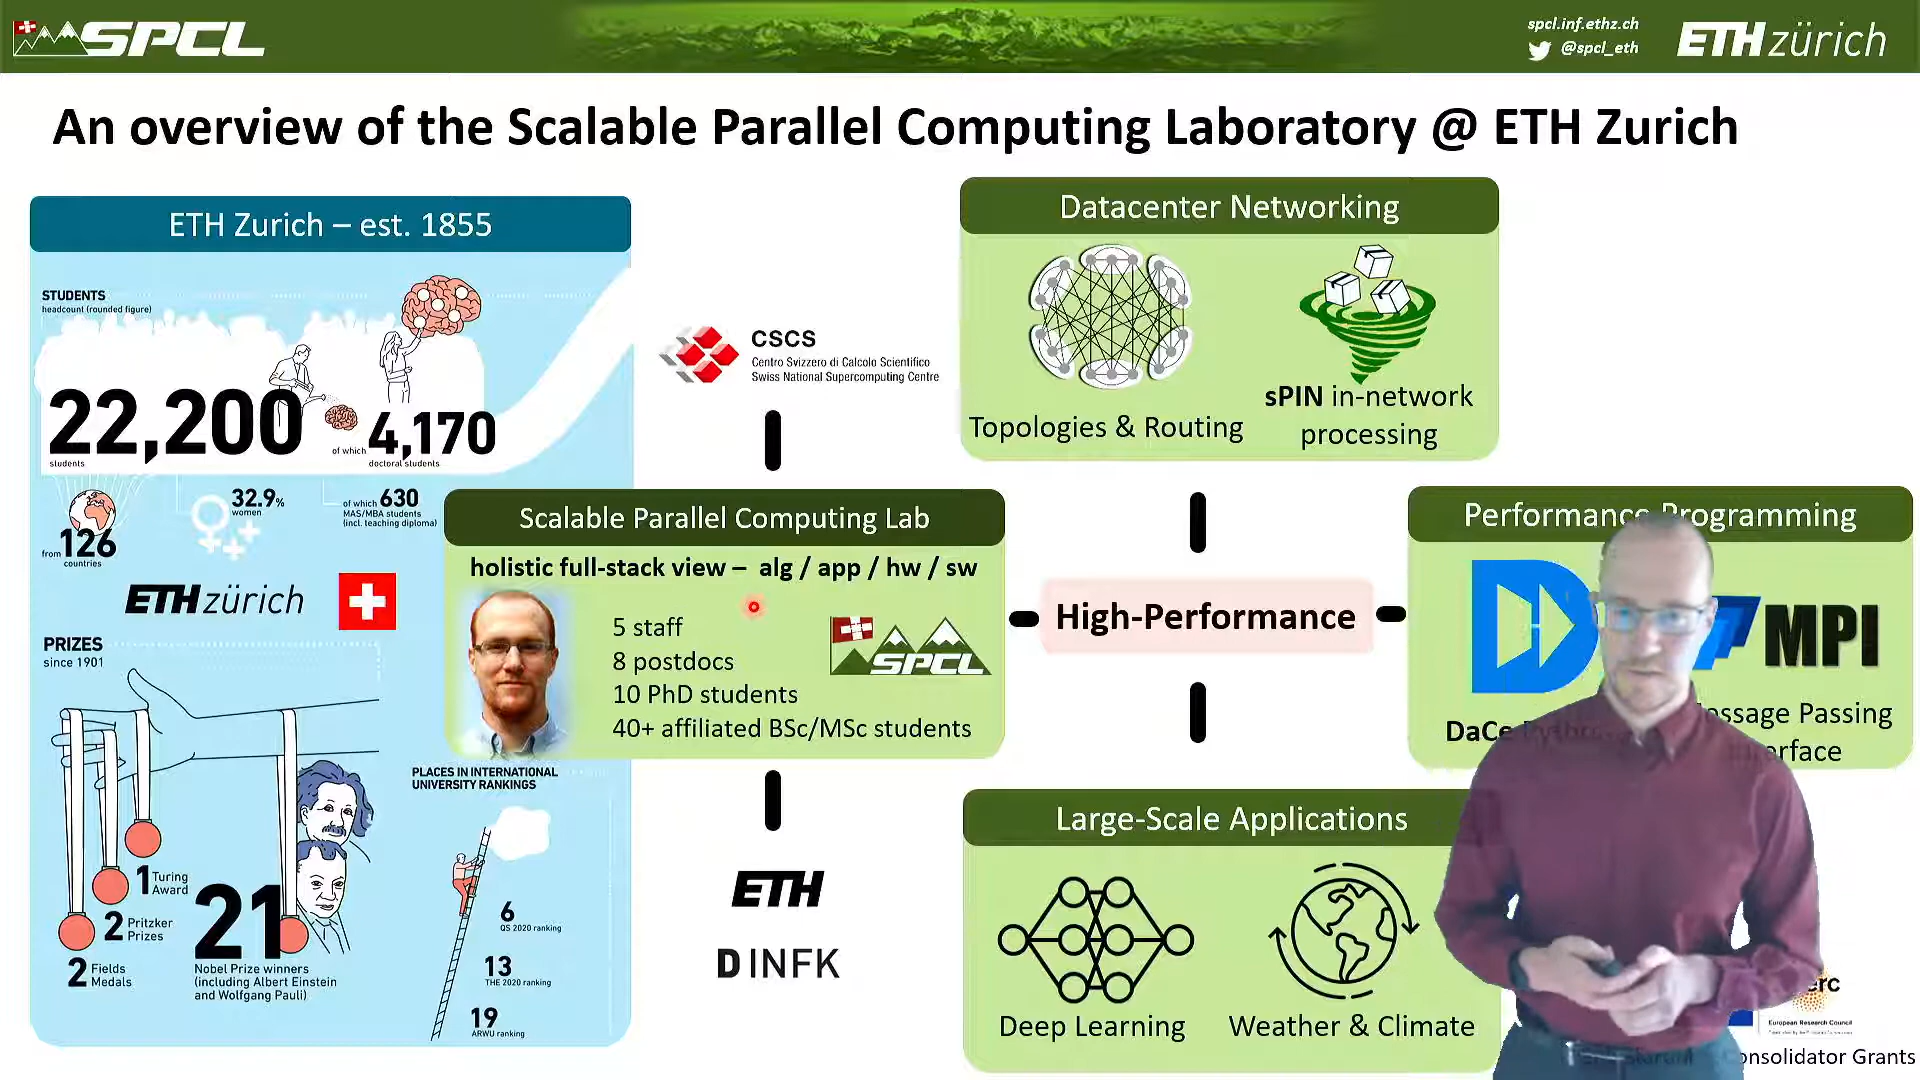 SPCL
spcl.inf.ethz.ch
@spcl_eth
ETH zürich
An overview of the Scalable Parallel Computing Laboratory @ ETH Zurich
ETH Zurich – est. 1855
STUDENTS
headcount (rounded figure)
22,200
students
of which 4,170
doctoral students
from 126
countries
32.9%
women
of which 630
MAS/MBA students
(incl. teaching diploma)
ETH zürich
PRIZES
since 1901
1 Turing
Award
2 Pritzker
Prizes
2 Fields
Medals
21
Nobel Prize winners
(including Albert Einstein
and Wolfgang Pauli)
PLACES IN INTERNATIONAL
UNIVERSITY RANKINGS
6
QS 2020 ranking
13
THE 2020 ranking
19
ARWU ranking
CSCS
Centro Svizzero di Calcolo Scientifico
Swiss National Supercomputing Centre
Scalable Parallel Computing Lab
holistic full-stack view – alg / app / hw / sw
5 staff
8 postdocs
10 PhD students
40+ affiliated BSc/MSc students
SPCL
ETH
D INFK
Datacenter Networking
Topologies & Routing
sPIN in-network
processing
High-Performance
Performance Programming
MPI
DaCe
Passing
Large-Scale Applications
Deep Learning
Weather & Climate
European Research Council
Grants